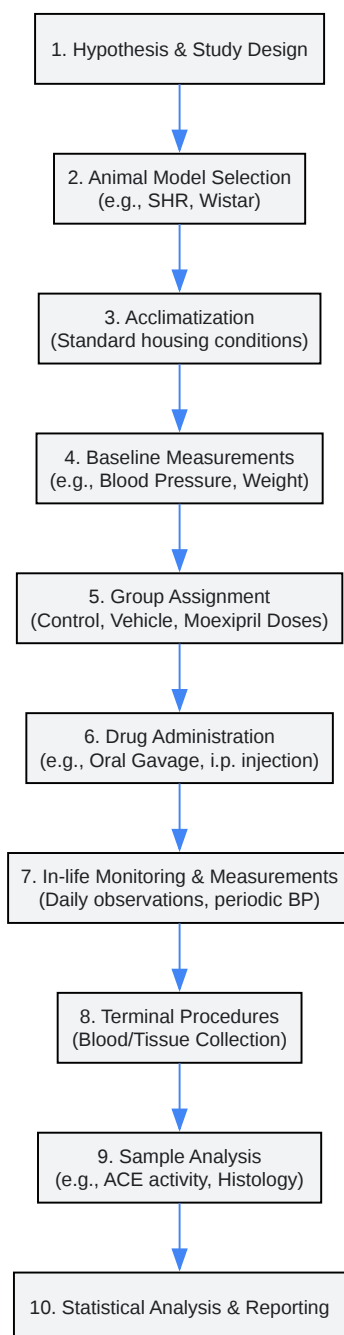 1. Hypothesis & Study Design
2. Animal Model Selection
(e.g., SHR, Wistar)
3. Acclimatization
(Standard housing conditions)
4. Baseline Measurements
(e.g., Blood Pressure, Weight)
5. Group Assignment
(Control, Vehicle, Moexipril Doses)
6. Drug Administration
(e.g., Oral Gavage, i.p. injection)
7. In-life Monitoring & Measurements
(Daily observations, periodic BP)
8. Terminal Procedures
(Blood/Tissue Collection)
9. Sample Analysis
(e.g., ACE activity, Histology)
10. Statistical Analysis & Reporting